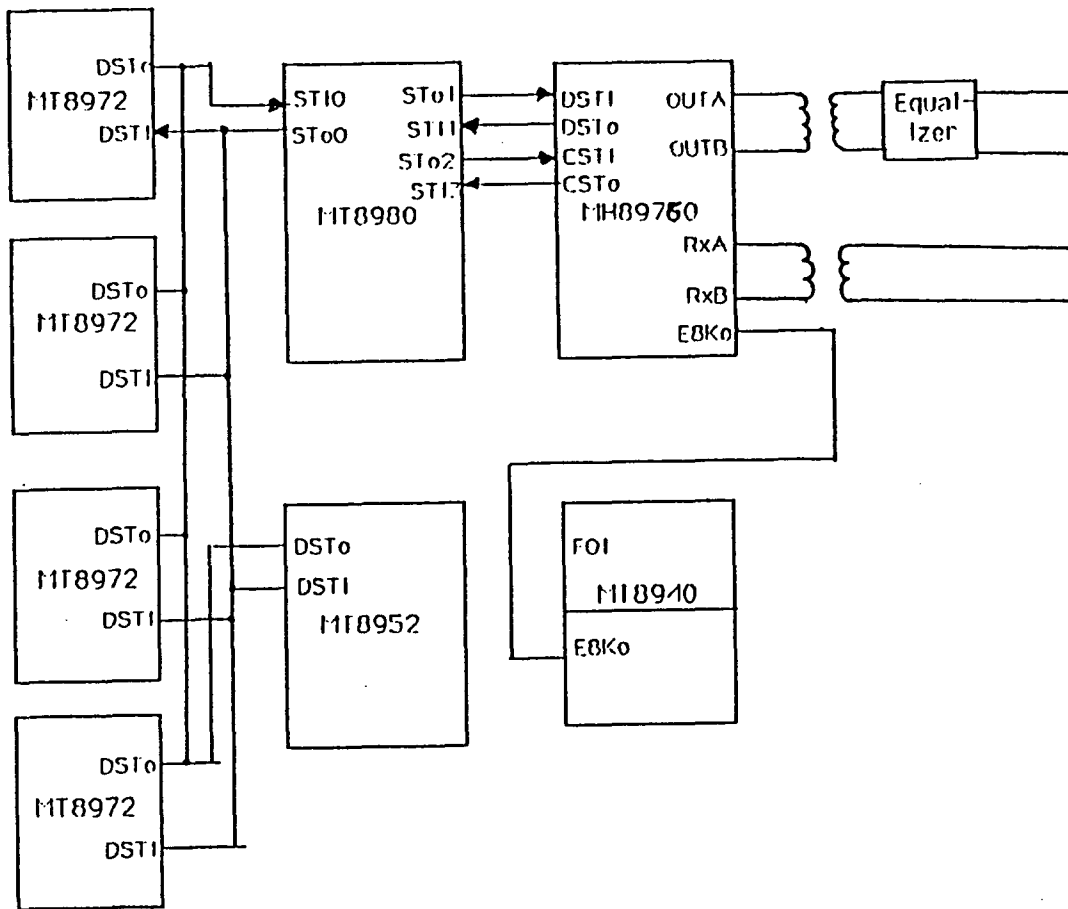 DSTo
MT8972
DSTI
DSTo
MT8972
DSTI
DSTo
MT8972
DSTI
DSTo
MT8972
DSTI
STI0
STo0
STo1
STI1
STo2
MT8980
DSTI
DSTo
CSTI
CSTo
MH89760
OUTA
OUTB
RxA
RxB
E8Ko
Equal-
izer
DSTo
DSTI
MT8952
FOI
MT8940
E8Ko